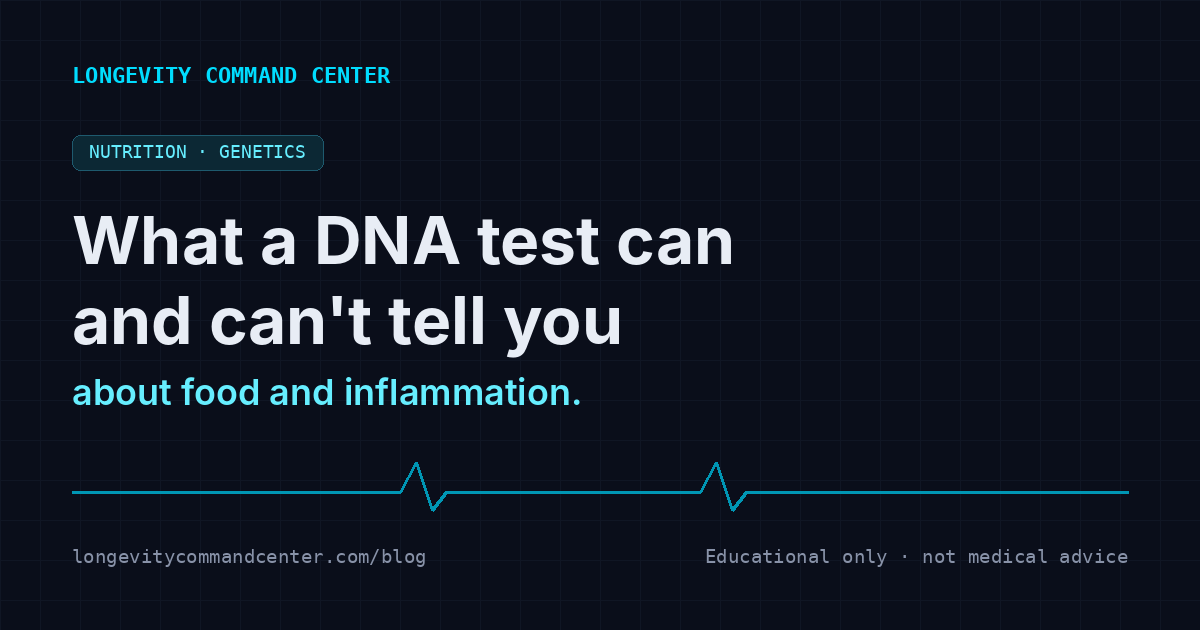 LONGEVITY COMMAND CENTER
NUTRITION · GENETICS
What a DNA test can
and can't tell you
about food and inflammation.
longevitycommandcenter.com/blog
Educational only · not medical advice